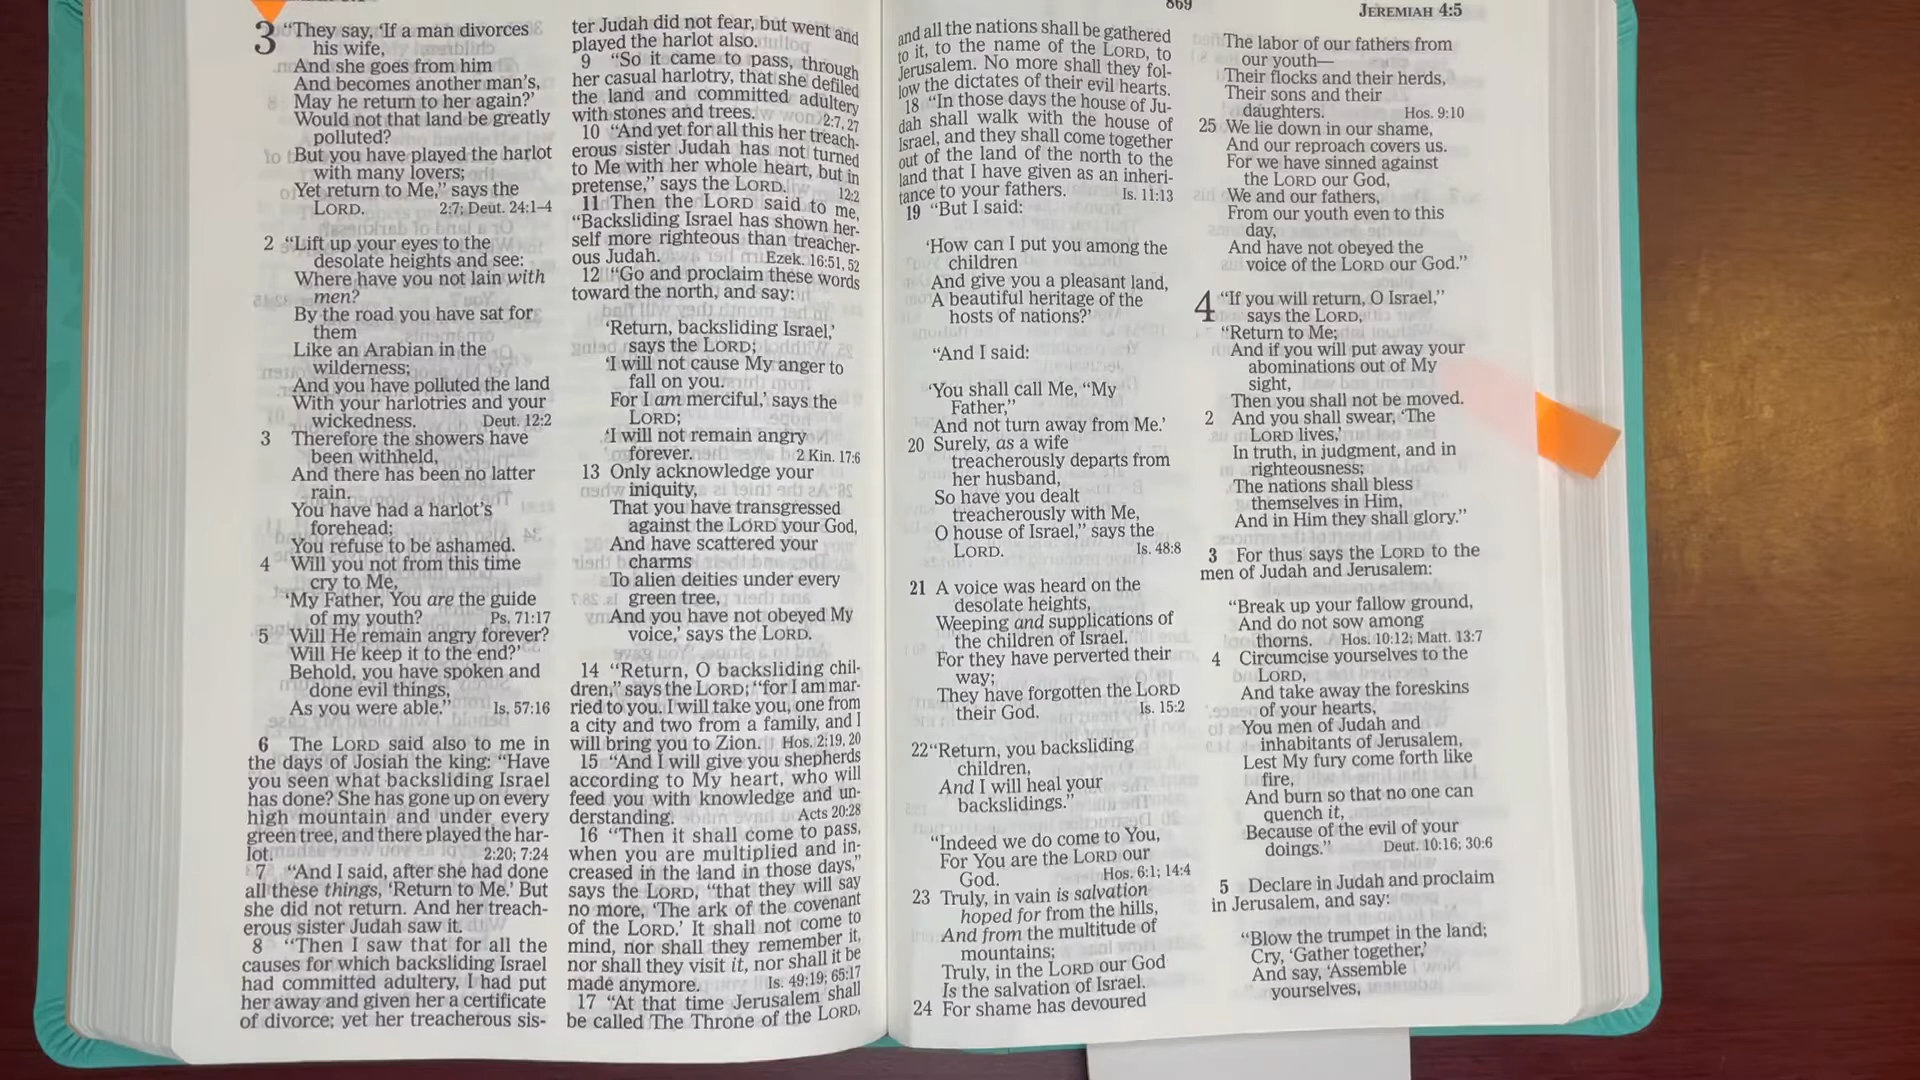 3 “They say, ‘If a man divorces
his wife,
And she goes from him
And becomes another man’s,
May he return to her again?’
Would not that land be greatly
polluted?
But you have played the harlot
with many lovers;
Yet return to Me,” says the
LORD. 2:7; Deut. 24:1–4
2 “Lift up your eyes to the
desolate heights and see:
Where have you not lain with
men?
By the road you have sat for
them
Like an Arabian in the
wilderness;
And you have polluted the land
With your harlotries and your
wickedness. Deut. 12:2
3 Therefore the showers have
been withheld,
And there has been no latter
rain.
You have had a harlot’s
forehead;
You refuse to be ashamed.
4 Will you not from this time
cry to Me,
‘My Father, You are the guide
of my youth? Ps. 71:17
5 Will He remain angry forever?
Will He keep it to the end?’
Behold, you have spoken and
done evil things,
As you were able.” Is. 57:16
6 The LORD said also to me in
the days of Josiah the king: “Have
you seen what backsliding Israel
has done? She has gone up on every
high mountain and under every
green tree, and there played the har-
lot. 2:20; 7:24
7 “And I said, after she had done
all these things, ‘Return to Me.’ But
she did not return. And her treach-
erous sister Judah saw it.
8 “Then I saw that for all the
causes for which backsliding Israel
had committed adultery, I had put
her away and given her a certificate
of divorce; yet her treacherous sis-
ter Judah did not fear, but went and
played the harlot also.
9 “So it came to pass, through
her casual harlotry, that she defiled
the land and committed adultery
with stones and trees. 2:7, 27
10 “And yet for all this her treach-
erous sister Judah has not turned
to Me with her whole heart, but in
pretense,” says the LORD. 12:2
11 Then the LORD said to me,
“Backsliding Israel has shown her-
self more righteous than treacher-
ous Judah. Ezek. 16:51, 52
12 “Go and proclaim these words
toward the north, and say:
‘Return, backsliding Israel,’
says the LORD;
‘I will not cause My anger to
fall on you.
For I am merciful,’ says the
LORD;
‘I will not remain angry
forever. 2 Kin. 17:6
13 Only acknowledge your
iniquity,
That you have transgressed
against the LORD your God,
And have scattered your
charms
To alien deities under every
green tree,
And you have not obeyed My
voice,’ says the LORD.
14 “Return, O backsliding chil-
dren,” says the LORD; “for I am mar-
ried to you. I will take you, one from
a city and two from a family, and I
will bring you to Zion. Hos. 2:19, 20
15 “And I will give you shepherds
according to My heart, who will
feed you with knowledge and un-
derstanding. Acts 20:28
16 “Then it shall come to pass,
when you are multiplied and in-
creased in the land in those days,”
says the LORD, “that they will say
no more, ‘The ark of the covenant
of the LORD.’ It shall not come to
mind, nor shall they remember it,
nor shall they visit it, nor shall it be
made anymore. Is. 49:19; 65:17
17 “At that time Jerusalem shall
be called The Throne of the LORD,
869
JEREMIAH 4:5
and all the nations shall be gathered
to it, to the name of the LORD, to
Jerusalem. No more shall they fol-
low the dictates of their evil hearts.
18 “In those days the house of Ju-
dah shall walk with the house of
Israel, and they shall come together
out of the land of the north to the
land that I have given as an inheri-
tance to your fathers. Is. 11:13
19 “But I said:
‘How can I put you among the
children
And give you a pleasant land,
A beautiful heritage of the
hosts of nations?’
“And I said:
‘You shall call Me, “My
Father,”
And not turn away from Me.’
20 Surely, as a wife
treacherously departs from
her husband,
So have you dealt
treacherously with Me,
O house of Israel,” says the
LORD. Is. 48:8
21 A voice was heard on the
desolate heights,
Weeping and supplications of
the children of Israel.
For they have perverted their
way;
They have forgotten the LORD
their God. Is. 15:2
22 “Return, you backsliding
children,
And I will heal your
backslidings.”
“Indeed we do come to You,
For You are the LORD our
God. Hos. 6:1; 14:4
23 Truly, in vain is salvation
hoped for from the hills,
And from the multitude of
mountains;
Truly, in the LORD our God
Is the salvation of Israel.
24 For shame has devoured
The labor of our fathers from
our youth—
Their flocks and their herds,
Their sons and their
daughters. Hos. 9:10
25 We lie down in our shame,
And our reproach covers us.
For we have sinned against
the LORD our God,
We and our fathers,
From our youth even to this
day,
And have not obeyed the
voice of the LORD our God.”
4 “If you will return, O Israel,”
says the LORD,
“Return to Me;
And if you will put away your
abominations out of My
sight,
Then you shall not be moved.
2 And you shall swear, ‘The
LORD lives,’
In truth, in judgment, and in
righteousness;
The nations shall bless
themselves in Him,
And in Him they shall glory.”
3 For thus says the LORD to the
men of Judah and Jerusalem:
“Break up your fallow ground,
And do not sow among
thorns. Hos. 10:12; Matt. 13:7
4 Circumcise yourselves to the
LORD,
And take away the foreskins
of your hearts,
You men of Judah and
inhabitants of Jerusalem,
Lest My fury come forth like
fire,
And burn so that no one can
quench it,
Because of the evil of your
doings.” Deut. 10:16; 30:6
5 Declare in Judah and proclaim
in Jerusalem, and say:
“Blow the trumpet in the land;
Cry, ‘Gather together,’
And say, ‘Assemble
yourselves,